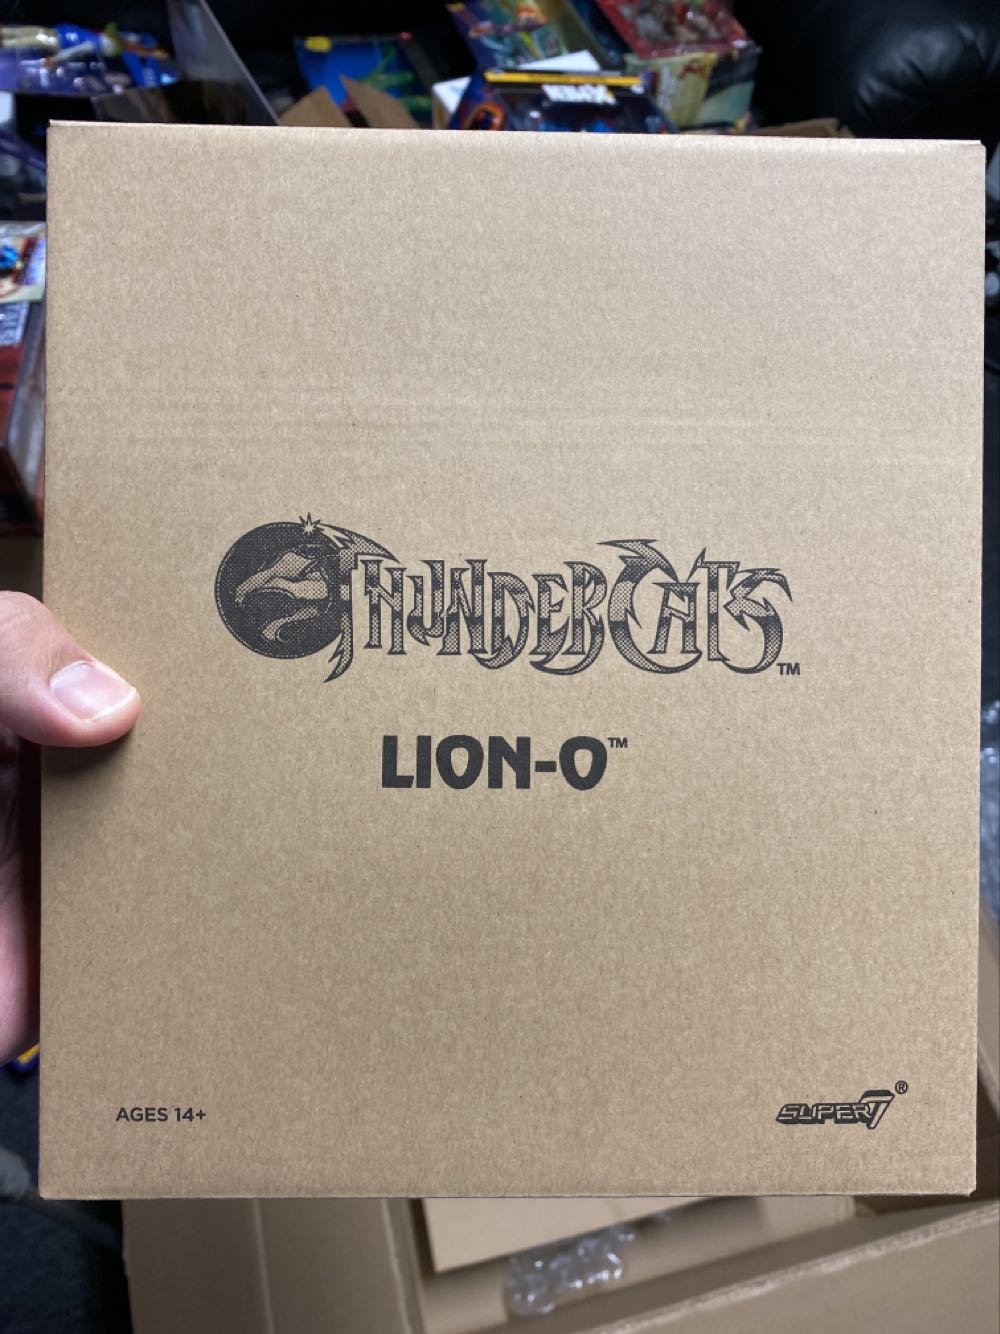 THUNDERCATS™
LION-O™
AGES 14+
SUPER7®